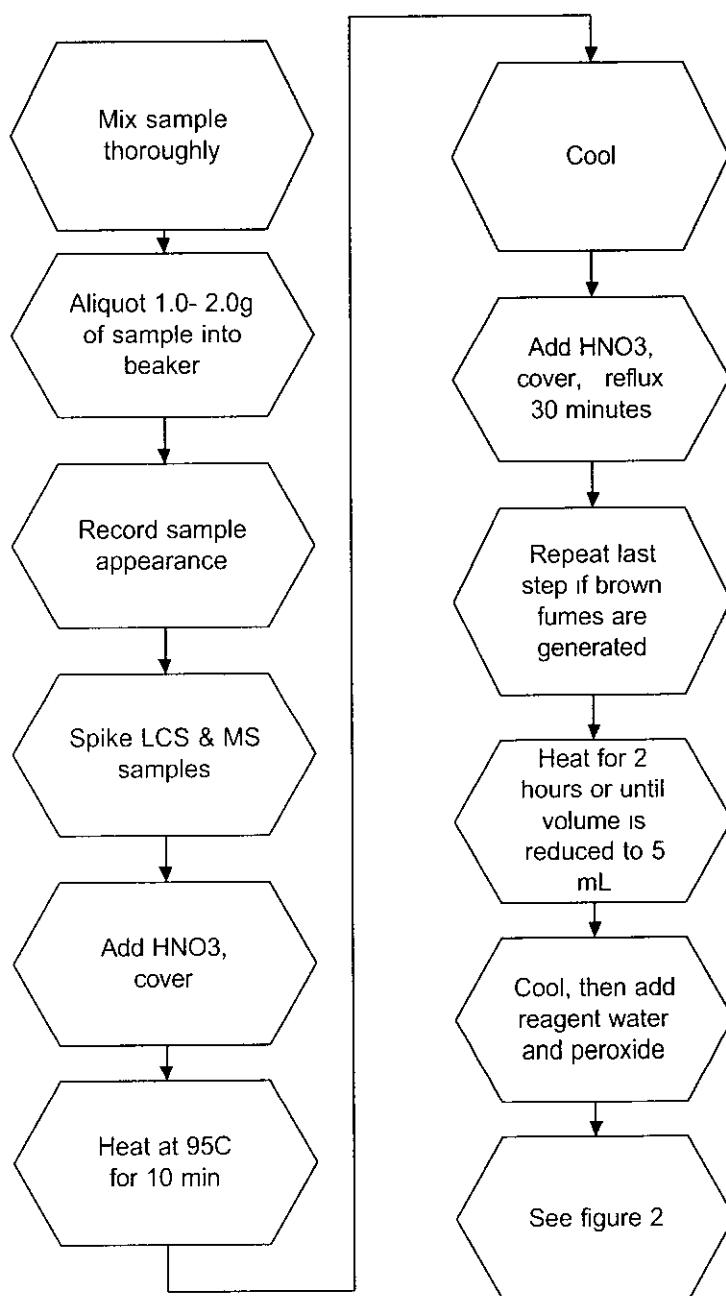 Mix sample
thoroughly
Aliquot 1.0- 2.0g
of sample into
beaker
Record sample
appearance
Spike LCS & MS
samples
Add HNO3,
cover
Heat at 95C
for 10 min
Cool
Add HNO3,
cover, reflux
30 minutes
Repeat last
step if brown
fumes are
generated
Heat for 2
hours or until
volume is
reduced to 5
mL
Cool, then add
reagent water
and peroxide
See figure 2